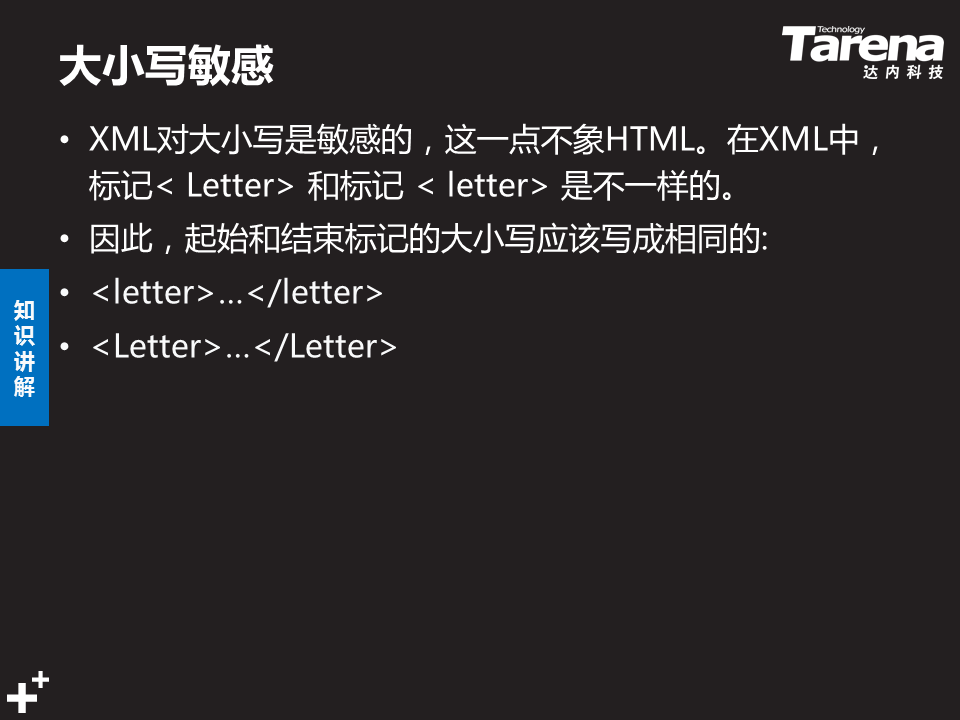 大小写敏感
Technology
Tarena
达内科技
• XML对大小写是敏感的，这一点不象HTML。在XML中，
标记< Letter> 和标记 < letter> 是不一样的。
• 因此，起始和结束标记的大小写应该写成相同的:
• <letter>…</letter>
• <Letter>…</Letter>
知识讲解